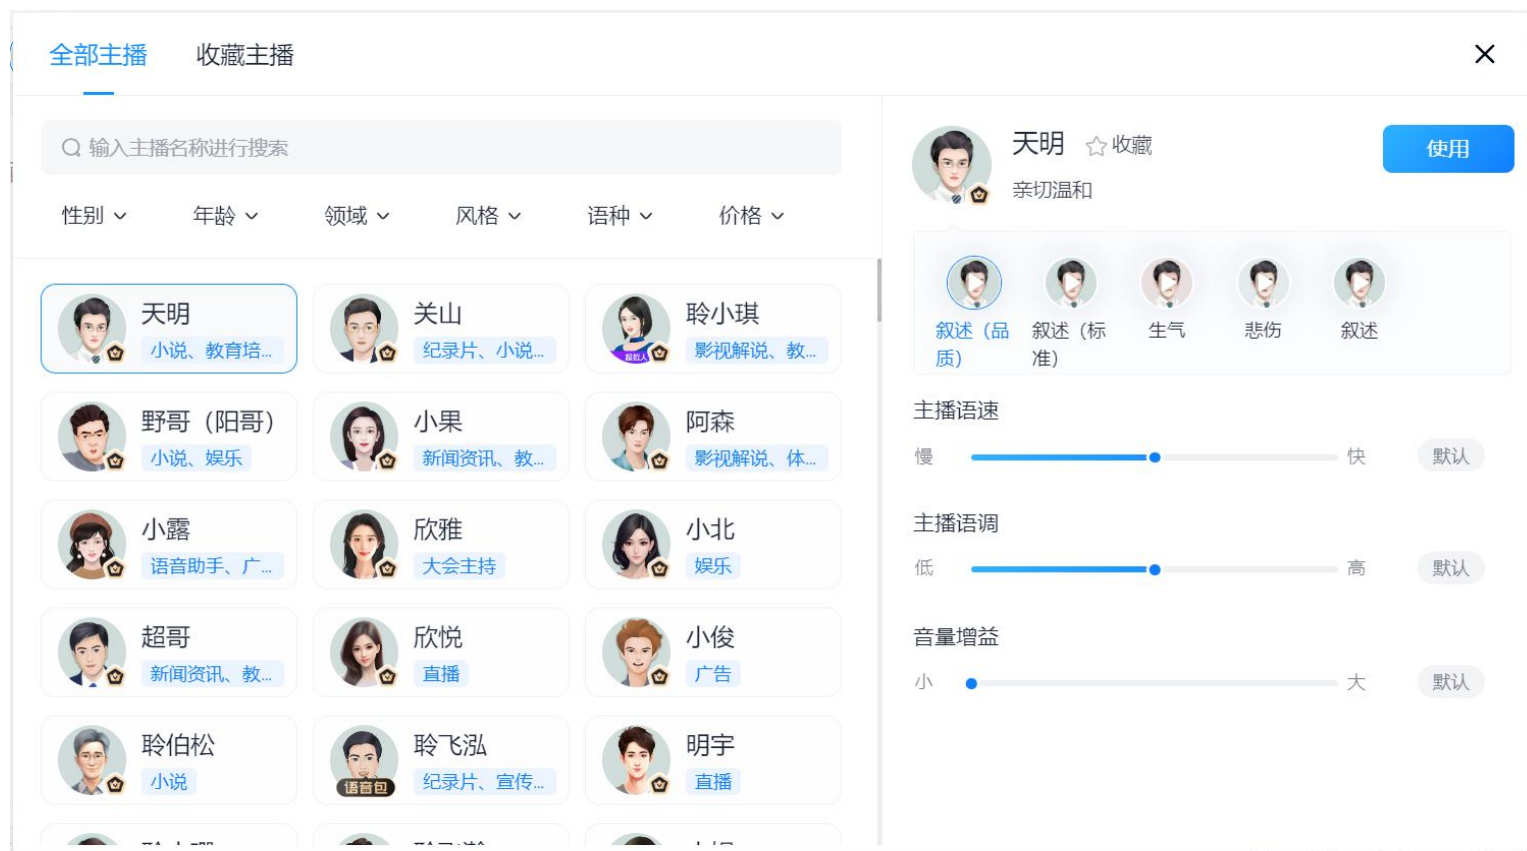 全部主播 收藏主播
输入主播名称进行搜索
性别 年龄 领域 风格 语种 价格
天明
小说、教育培...
关山
纪录片、小说...
聆小琪
影视解说、教...
超拟人
野哥（阳哥）
小说、娱乐
小果
新闻资讯、教...
阿森
影视解说、体...
小露
语音助手、广...
欣雅
大会主持
小北
娱乐
超哥
新闻资讯、教...
欣悦
直播
小俊
广告
聆伯松
小说
聆飞泓
纪录片、宣传...
语音包
明宇
直播
天明 收藏
亲切温和
使用
叙述（品
质）
叙述（标
准）
生气
悲伤
叙述
主播语速
慢 快 默认
主播语调
低 高 默认
音量增益
小 大 默认